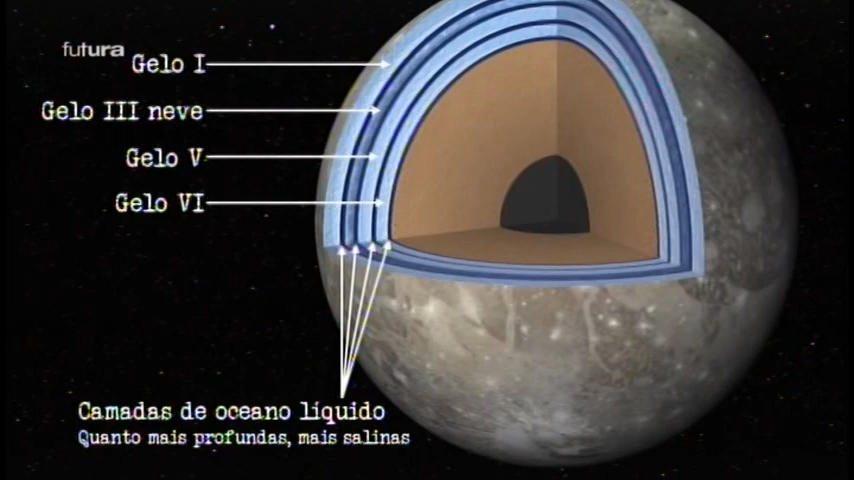 futura
Gelo I
Gelo III neve
Gelo V
Gelo VI
Camadas de oceano líquido
Quanto mais profundas, mais salinas